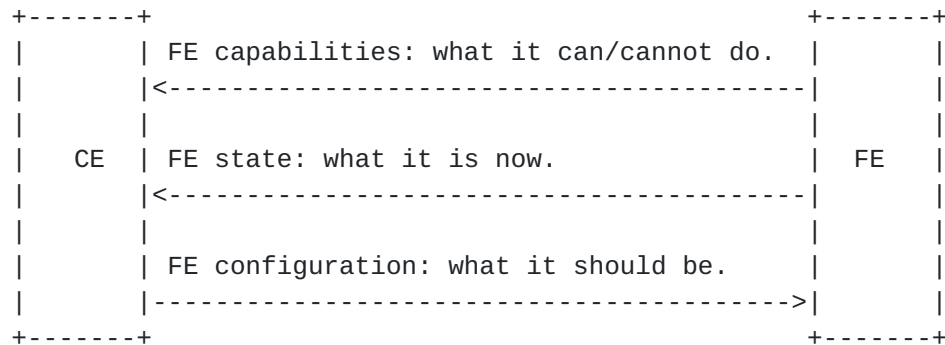 FE capabilities: what it can/cannot do.
CE FE state: what it is now. FE
FE configuration: what it should be.